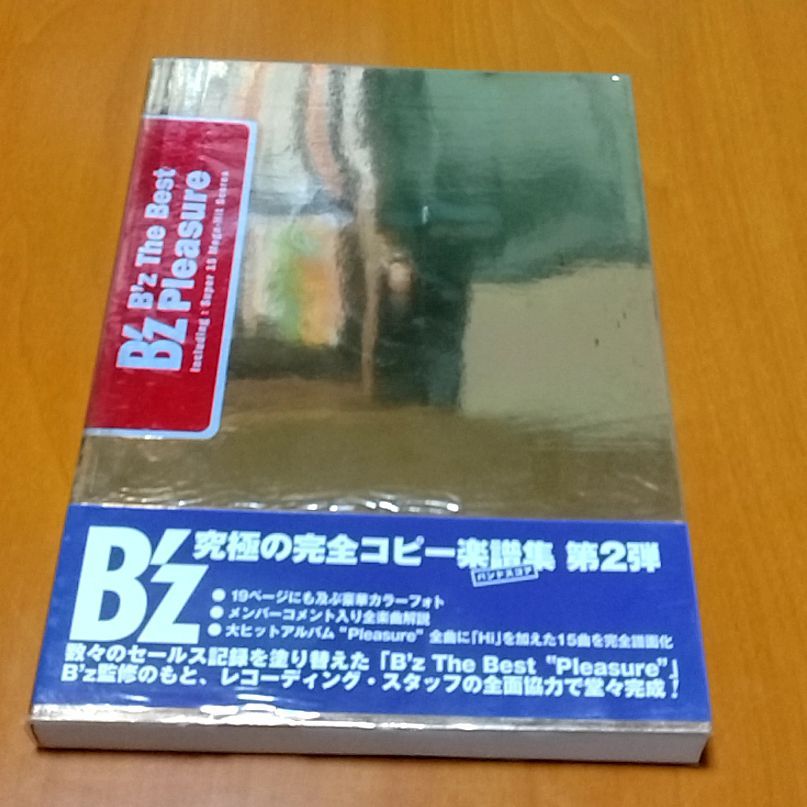 B'z The Best
B'z Pleasure
Including : Super 15 Mega-Hit Scores
B'z
究極の完全コピー楽譜集 第2弾
バンドスコア
● 19ページにも及ぶ豪華カラーフォト
● メンバーコメント入り全楽曲解説
● 大ヒットアルバム "Pleasure" 全曲に「Hi」を加えた15曲を完全譜面化
数々のセールス記録を塗り替えた「B'z The Best "Pleasure"」
B'z監修のもと、レコーディング・スタッフの全面協力で堂々完成！